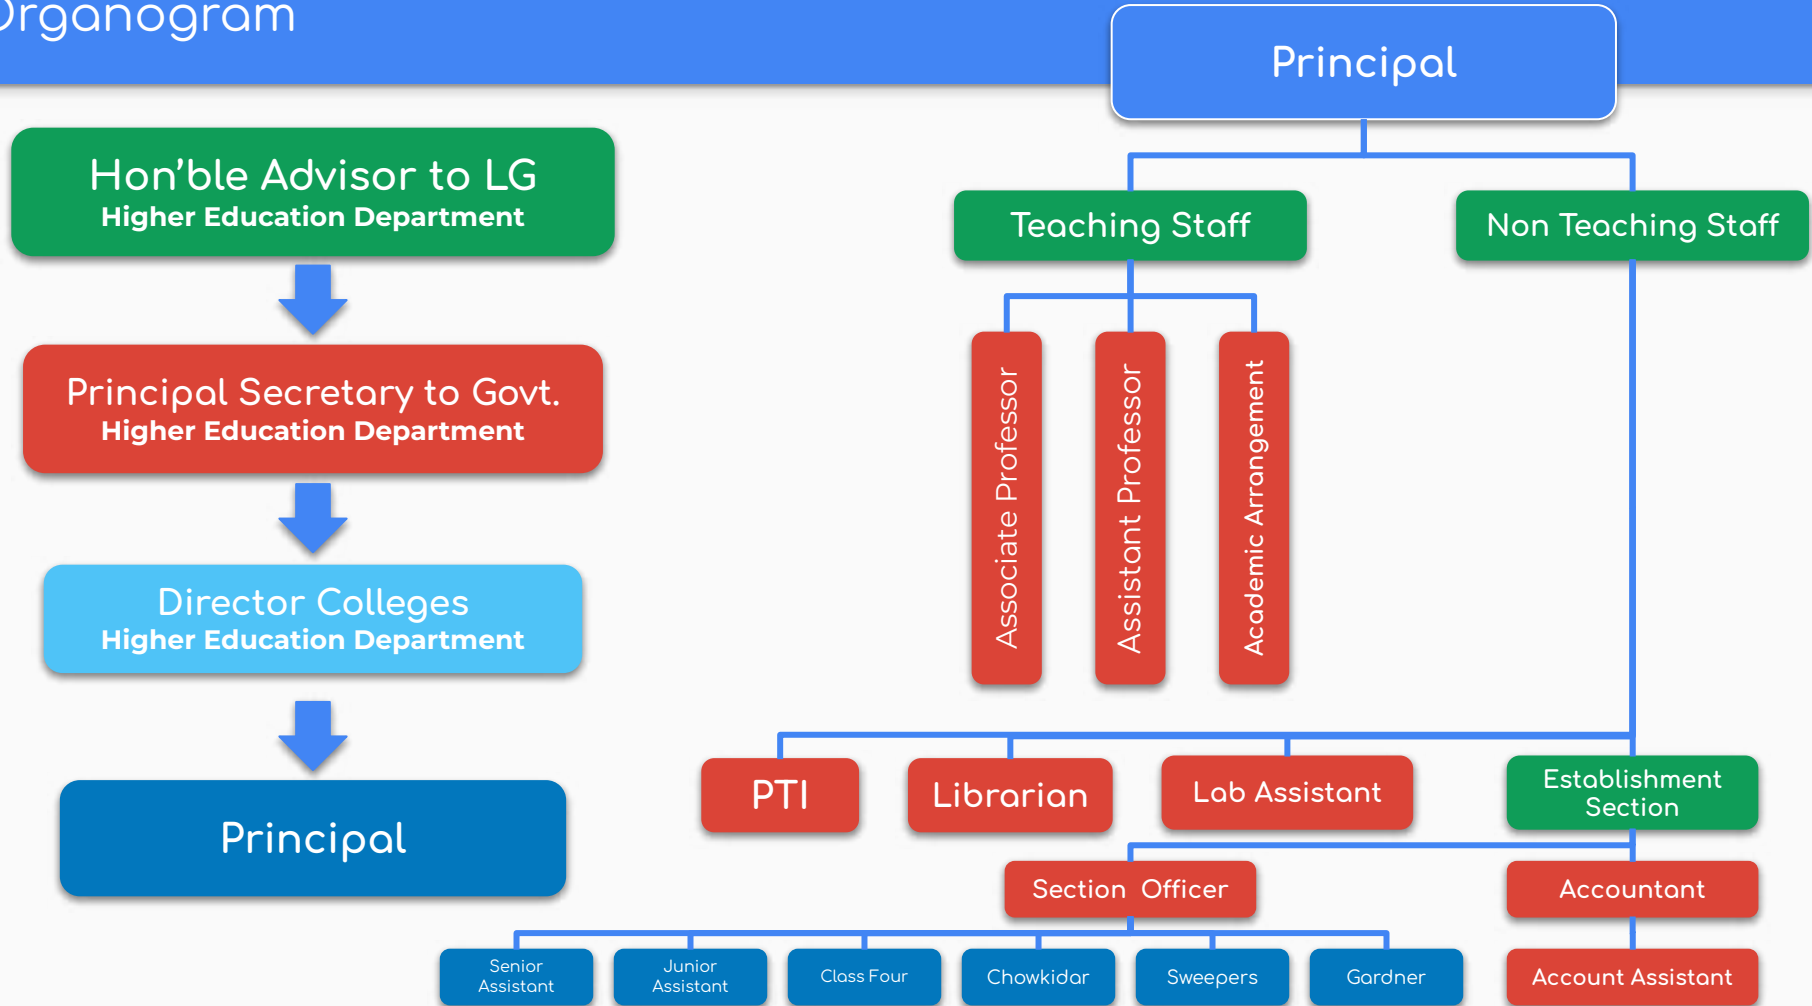 Organogram
Principal
Hon'ble Advisor to LG
Higher Education Department
Principal Secretary to Govt.
Higher Education Department
Director Colleges
Higher Education Department
Principal
Teaching Staff
Non Teaching Staff
Associate Professor
Assistant Professor
Academic Arrangement
PTI
Librarian
Lab Assistant
Establishment
Section
Section Officer
Accountant
Senior
Assistant
Junior
Assistant
Class Four
Chowkidar
Sweepers
Gardner
Account Assistant